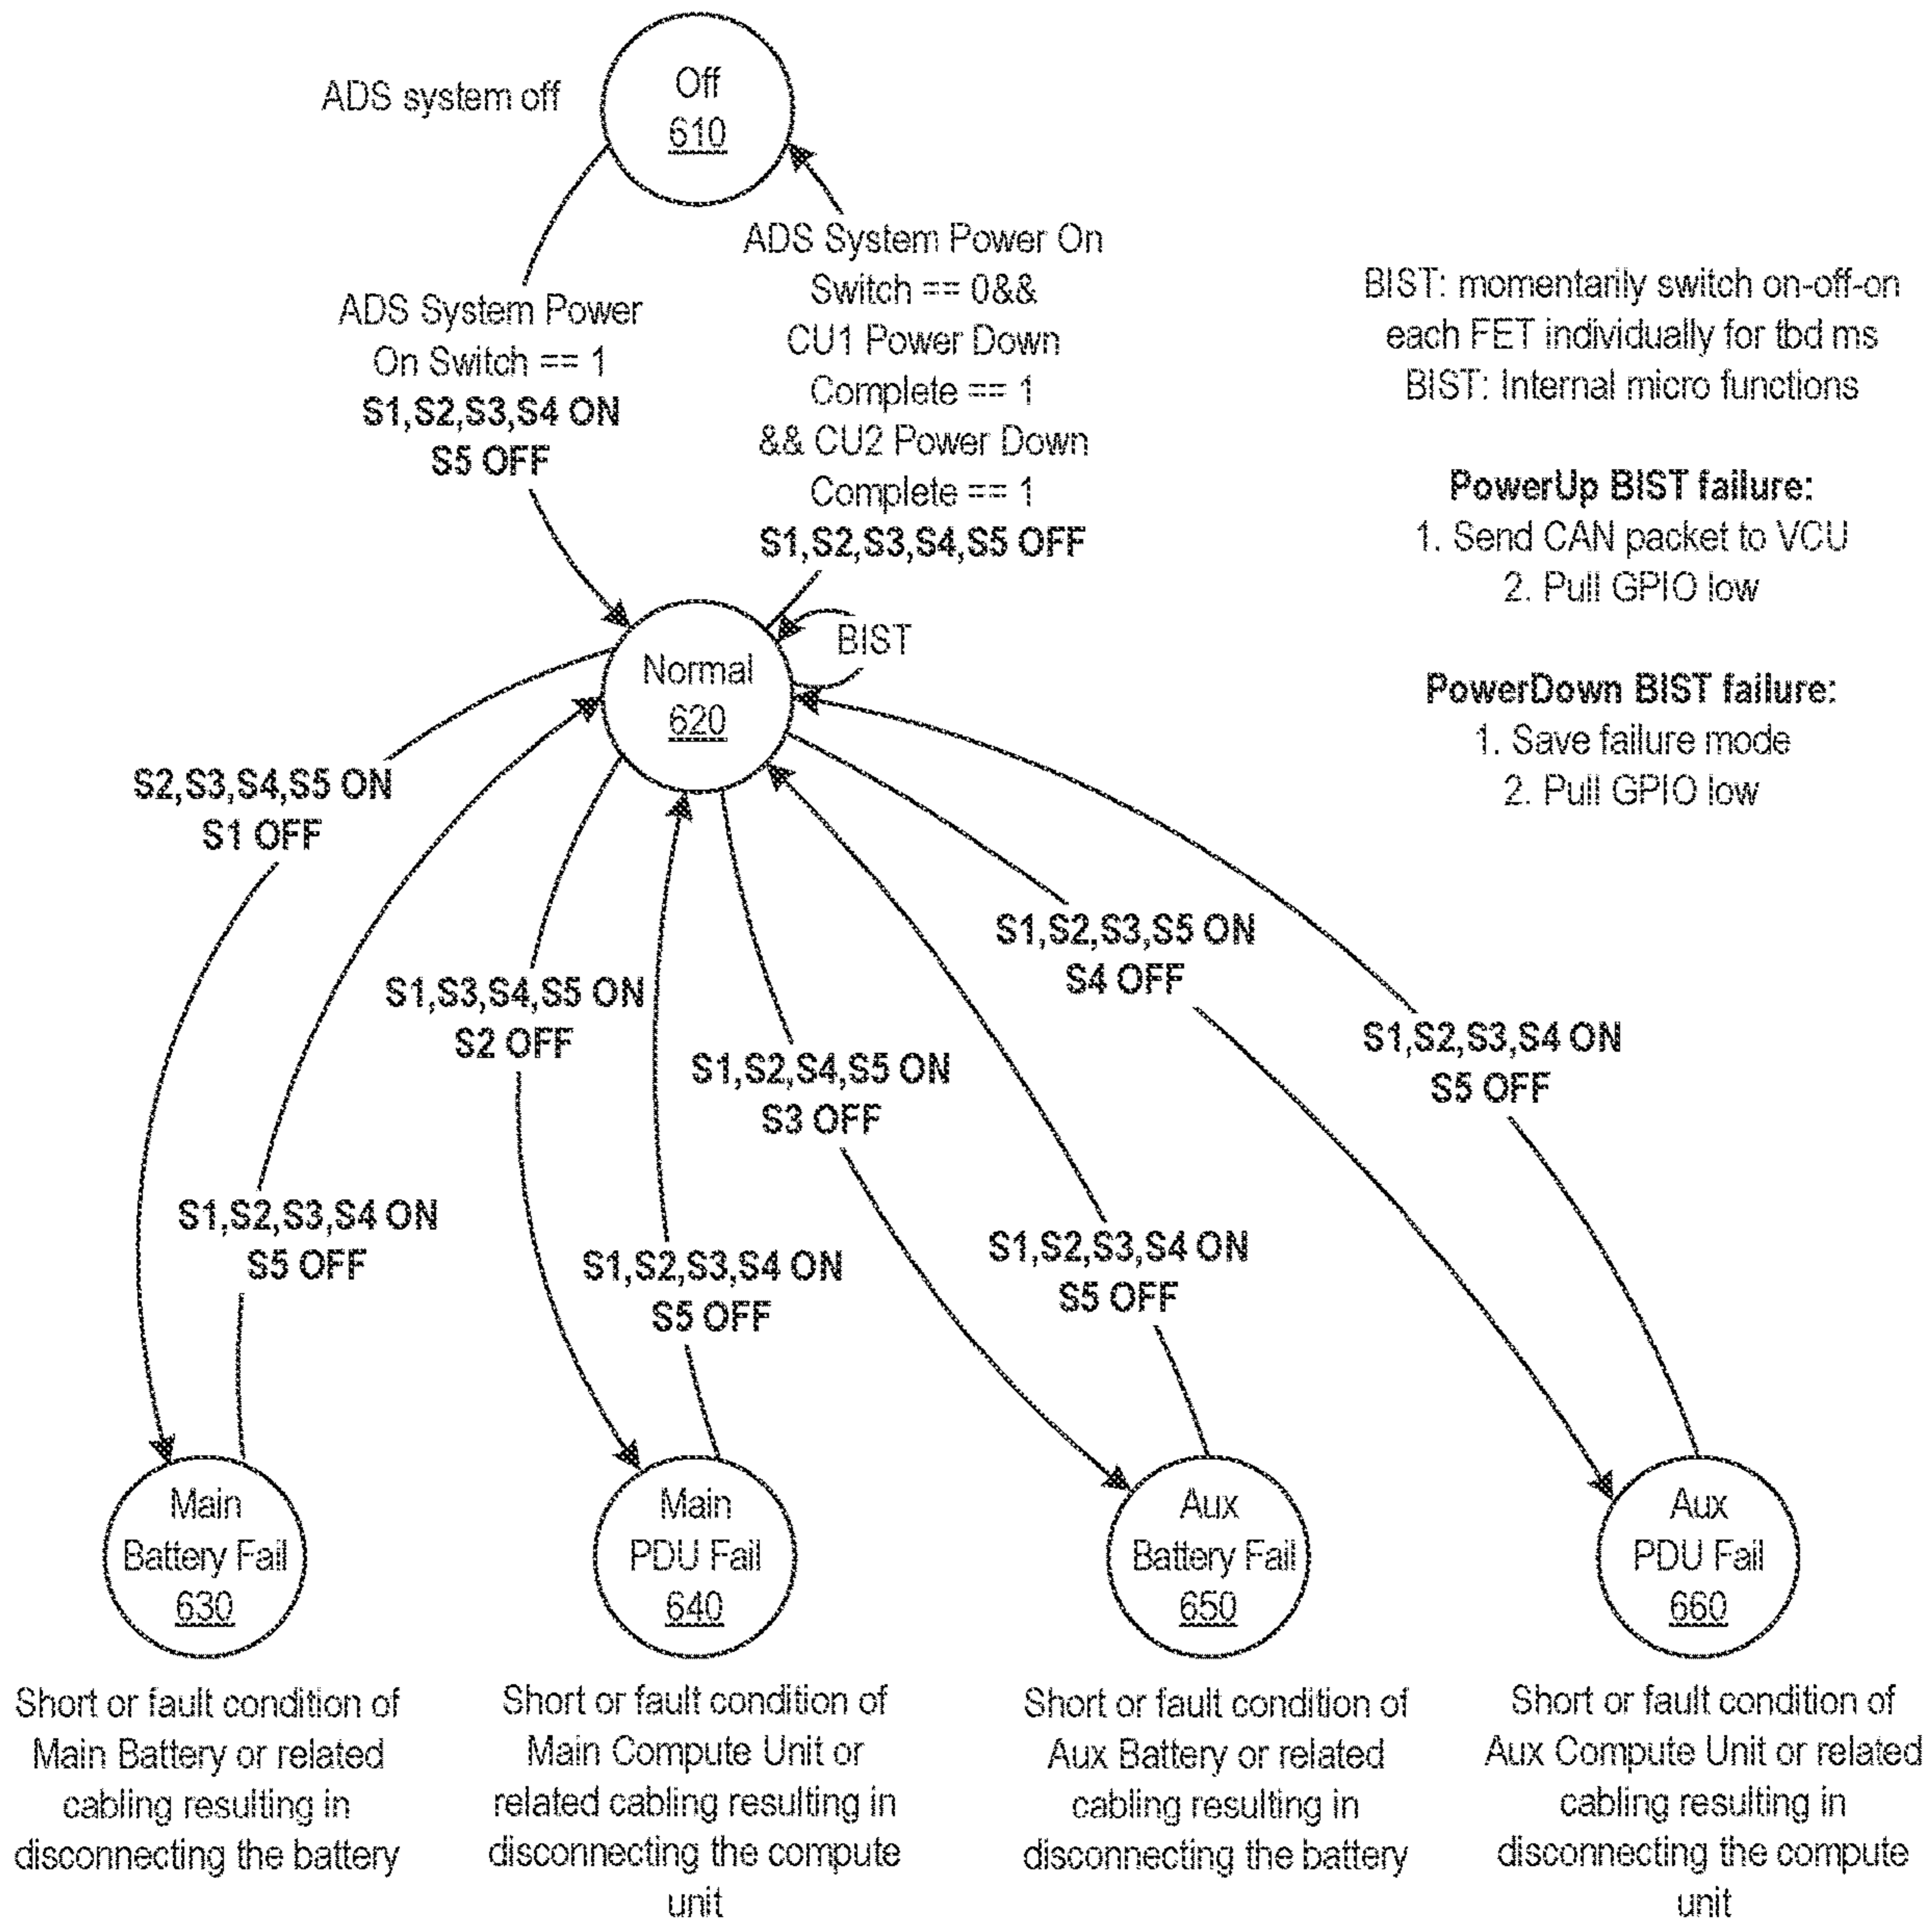 Off
610
ADS system off
ADS System Power
On Switch == 1
S1,S2,S3,S4 ON
S5 OFF
ADS System Power On
Switch == 0&&
CU1 Power Down
Complete == 1
&& CU2 Power Down
Complete == 1
S1,S2,S3,S4,S5 OFF
BIST: momentarily switch on-off-on
each FET individually for tbd ms
BIST: Internal micro functions
PowerUp BIST failure:
1. Send CAN packet to VCU
2. Pull GPIO low
PowerDown BIST failure:
1. Save failure mode
2. Pull GPIO low
BIST
Normal
620
S2,S3,S4,S5 ON
S1 OFF
S1,S2,S3,S4 ON
S5 OFF
S1,S3,S4,S5 ON
S2 OFF
S1,S2,S3,S4 ON
S5 OFF
S1,S2,S4,S5 ON
S3 OFF
S1,S2,S3,S4 ON
S5 OFF
S1,S2,S3,S5 ON
S4 OFF
S1,S2,S3,S4 ON
S5 OFF
Main
Battery Fail
630
Main
PDU Fail
640
Aux
Battery Fail
650
Aux
PDU Fail
660
Short or fault condition of
Main Battery or related
cabling resulting in
disconnecting the battery
Short or fault condition of
Main Compute Unit or
related cabling resulting in
disconnecting the compute
unit
Short or fault condition of
Aux Battery or related
cabling resulting in
disconnecting the battery
Short or fault condition of
Aux Compute Unit or related
cabling resulting in
disconnecting the compute
unit